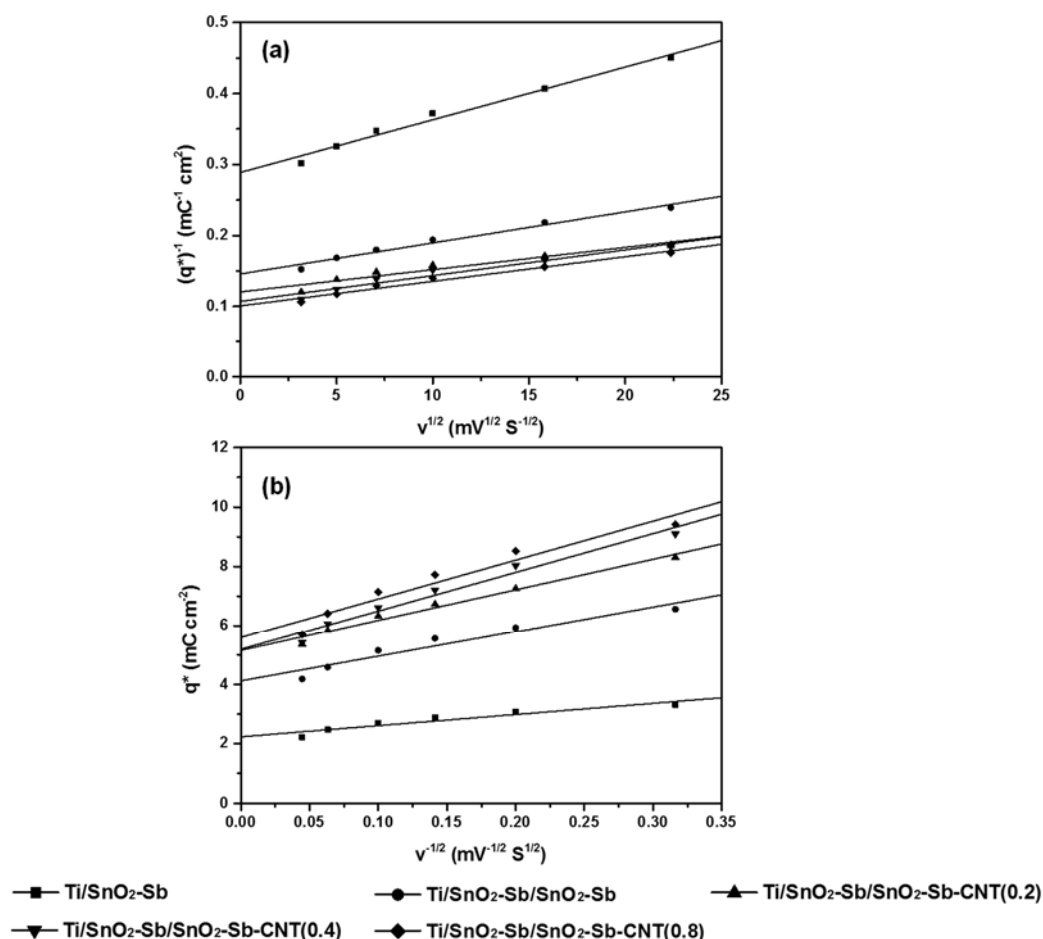 (a)
0.5
0.4
0.3
0.2
0.1
0.0
(q*)⁻¹ (mC⁻¹ cm²)
0 5 10 15 20 25
v^1/2 (mV^1/2 S^-1/2)
(b)
12
10
8
6
4
2
0
q* (mC cm⁻²)
0.00 0.05 0.10 0.15 0.20 0.25 0.30 0.35
v^-1/2 (mV^-1/2 S^1/2)
Ti/SnO₂-Sb Ti/SnO₂-Sb/SnO₂-Sb Ti/SnO₂-Sb/SnO₂-Sb-CNT(0.2)
Ti/SnO₂-Sb/SnO₂-Sb-CNT(0.4) Ti/SnO₂-Sb/SnO₂-Sb-CNT(0.8)